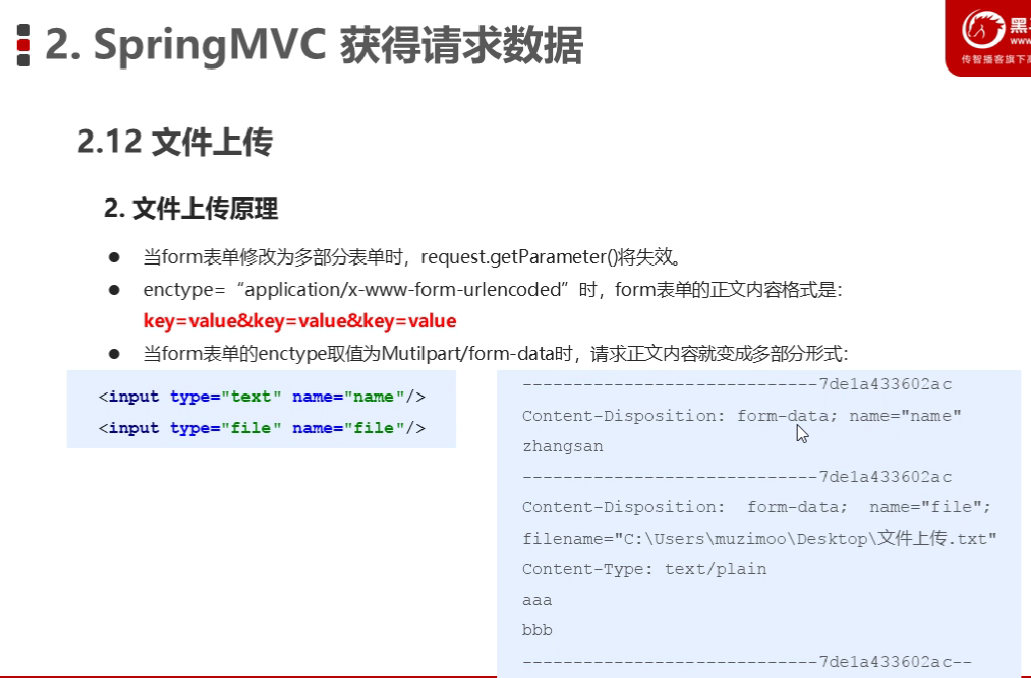 2. SpringMVC 获得请求数据
传智播客旗下
2.12 文件上传
2. 文件上传原理
● 当form表单修改为多部分表单时，request.getParameter()将失效。
● enctype= “application/x-www-form-urlencoded”时，form表单的正文内容格式是：
key=value&key=value&key=value
● 当form表单的enctype取值为Mutilpart/form-data时，请求正文内容就变成多部分形式：
<input type="text" name="name"/>
<input type="file" name="file"/>
-----------------------------7de1a433602ac
Content-Disposition: form-data; name="name"
zhangsan
-----------------------------7de1a433602ac
Content-Disposition: form-data; name="file";
filename="C:\Users\muzimoo\Desktop\文件上传.txt"
Content-Type: text/plain
aaa
bbb
-----------------------------7de1a433602ac--